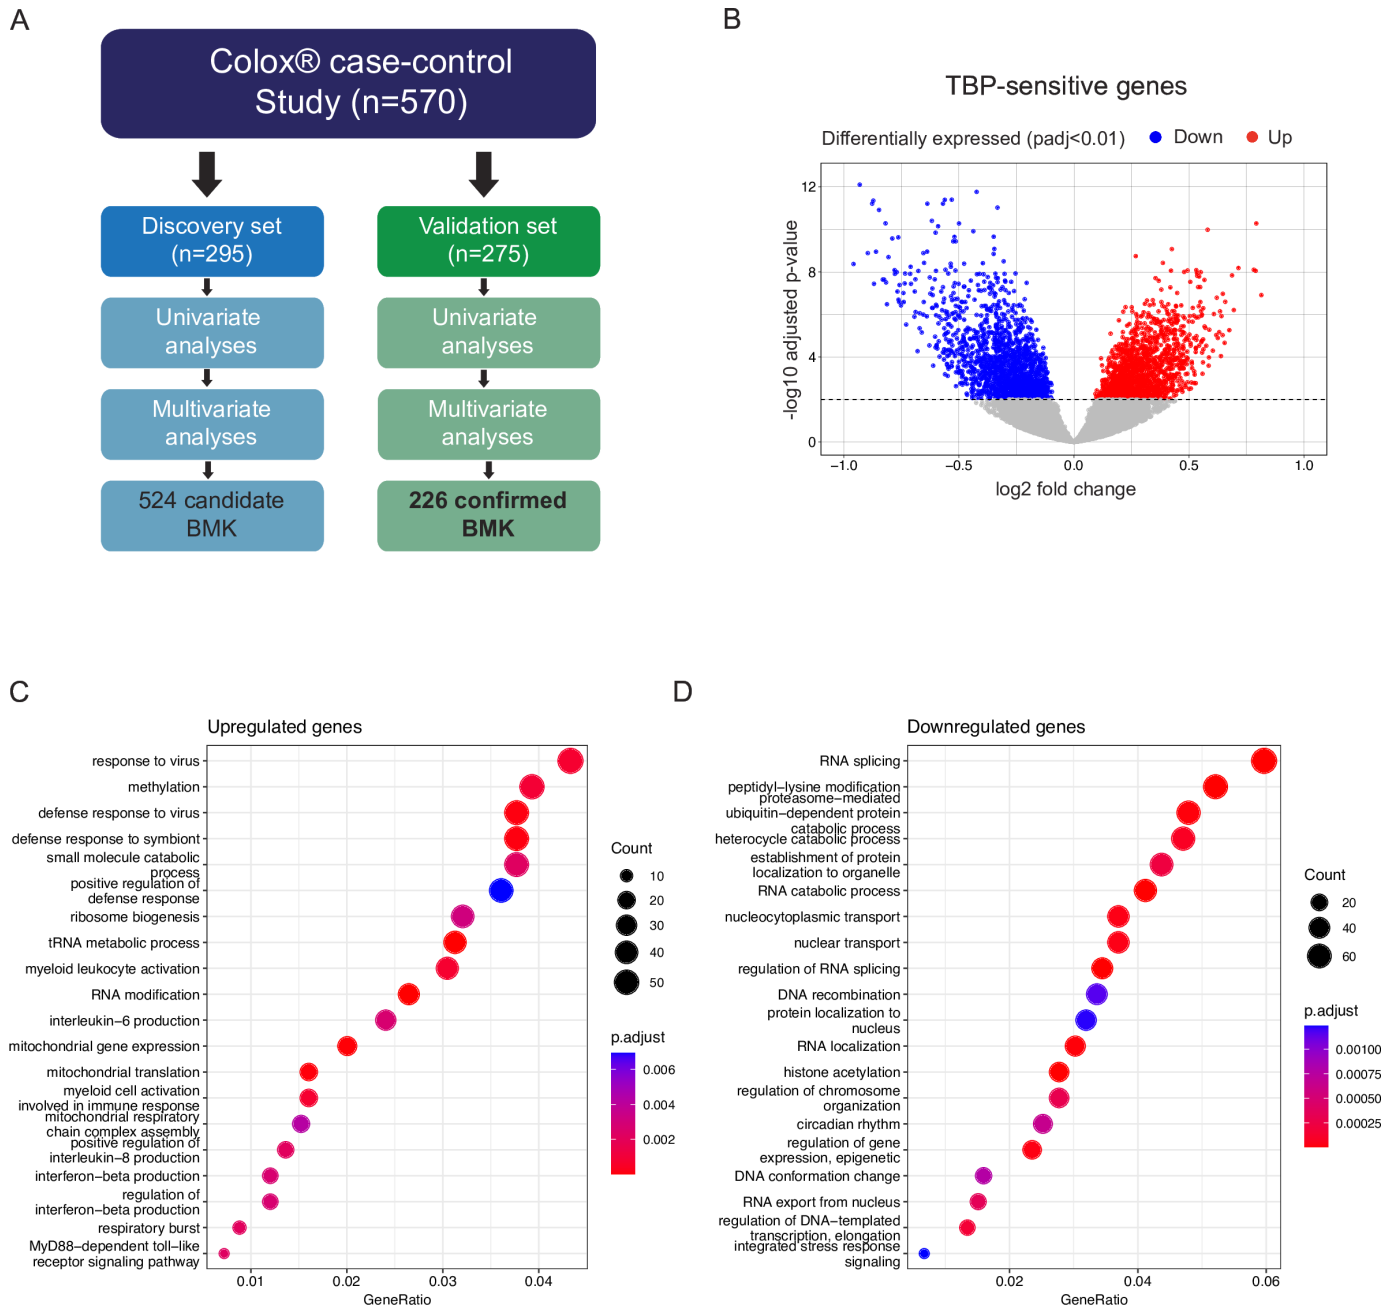 A
Colox® case-control
Study (n=570)
Discovery set
(n=295)
Validation set
(n=275)
Univariate
analyses
Univariate
analyses
Multivariate
analyses
Multivariate
analyses
524 candidate
BMK
226 confirmed
BMK
B
TBP-sensitive genes
Differentially expressed (padj<0.01) Down Up
-log10 adjusted p-value
12
8
4
0
−1.0 −0.5 0.0 0.5 1.0
log2 fold change
C
Upregulated genes
response to virus
methylation
defense response to virus
defense response to symbiont
small molecule catabolic
process
positive regulation of
defense response
ribosome biogenesis
tRNA metabolic process
myeloid leukocyte activation
RNA modification
interleukin−6 production
mitochondrial gene expression
mitochondrial translation
myeloid cell activation
involved in immune response
mitochondrial respiratory
chain complex assembly
positive regulation of
interleukin−8 production
interferon−beta production
regulation of
interferon−beta production
respiratory burst
MyD88−dependent toll−like
receptor signaling pathway
0.01 0.02 0.03 0.04
GeneRatio
Count
10
20
30
40
50
p.adjust
0.006
0.004
0.002
D
Downregulated genes
RNA splicing
peptidyl−lysine modification
proteasome−mediated
ubiquitin−dependent protein
catabolic process
heterocycle catabolic process
establishment of protein
localization to organelle
RNA catabolic process
nucleocytoplasmic transport
nuclear transport
regulation of RNA splicing
DNA recombination
protein localization to
nucleus
RNA localization
histone acetylation
regulation of chromosome
organization
circadian rhythm
regulation of gene
expression, epigenetic
DNA conformation change
RNA export from nucleus
regulation of DNA−templated
transcription, elongation
integrated stress response
signaling
0.02 0.04 0.06
GeneRatio
Count
20
40
60
p.adjust
0.00100
0.00075
0.00050
0.00025